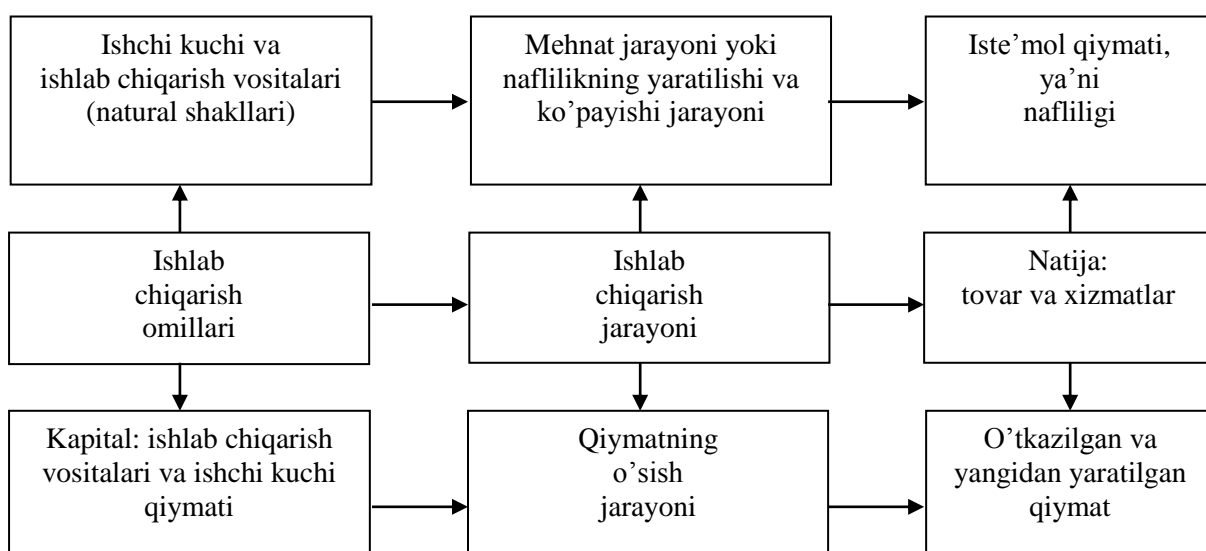 Ishchi kuchi va
ishlab chiqarish vositalari
(natural shakllari)
Mehnat jarayoni yoki
naflilikning yaratilishi va
ko’payishi jarayoni
Iste’mol qiymati,
ya’ni
nafliligi
Ishlab
chiqarish
omillari
Ishlab
chiqarish
jarayoni
Natija:
tovar va xizmatlar
Kapital: ishlab chiqarish
vositalari va ishchi kuchi
qiymati
Qiymatning
o’sish
jarayoni
O’tkazilgan va
yangidan yaratilgan
qiymat